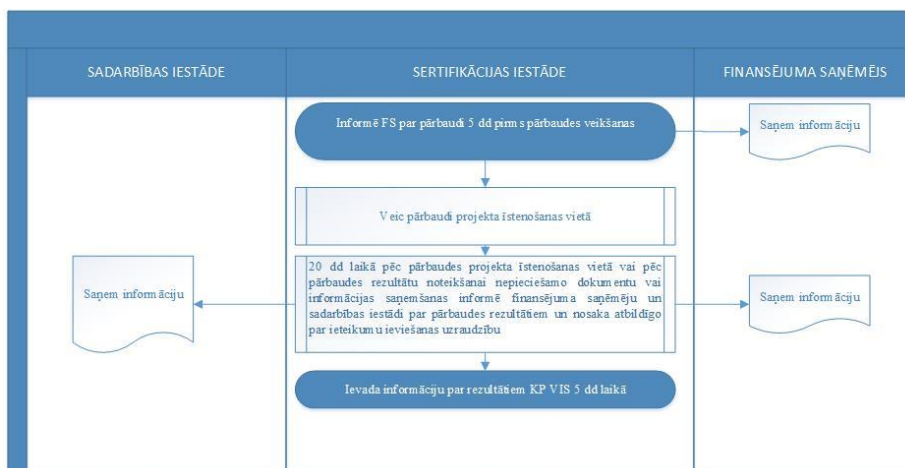 SADARBĪBAS IESTĀDE
SERTIFIKĀCIJAS IESTĀDE
FINANSĒJUMA SAŅĒMĒJS
Informē FS par pārbaudi 5 dd pirms pārbaudes veikšanas
Saņem informāciju
Veic pārbaudi projekta īstenošanas vietā
Saņem informāciju
20 dd laikā pēc pārbaudes projekta īstenošanas vietā vai pēc
pārbaudes rezultātu noteikšanai nepieciešamo dokumentu vai
informācijas saņemšanas informē finansējuma saņēmēju un
sadarbības iestādi par pārbaudes rezultātiem un nosaka atbildīgo
par ieteikumu ieviešanas uzraudzību
Saņem informāciju
Ievada informāciju par rezultātiem KP VIS 5 dd laikā